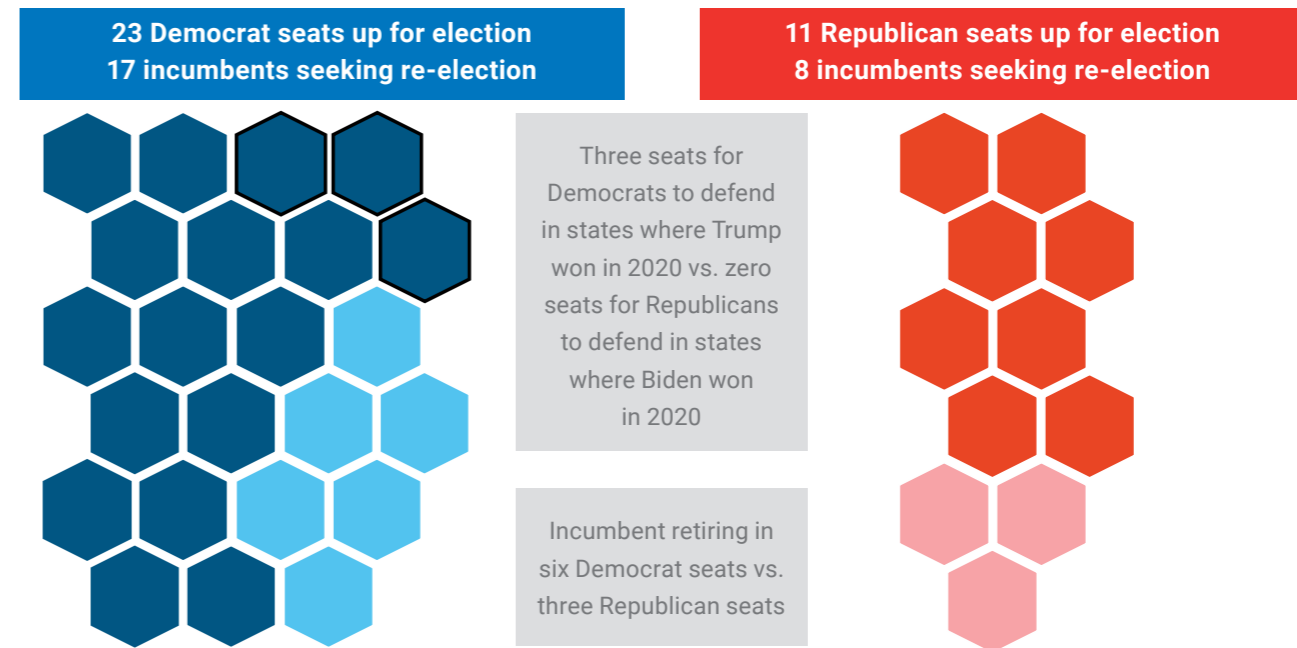 23 Democrat seats up for election
17 incumbents seeking re-election
11 Republican seats up for election
8 incumbents seeking re-election
Three seats for
Democrats to defend
in states where Trump
won in 2020 vs. zero
seats for Republicans
to defend in states
where Biden won
in 2020
Incumbent retiring in
six Democrat seats vs.
three Republican seats